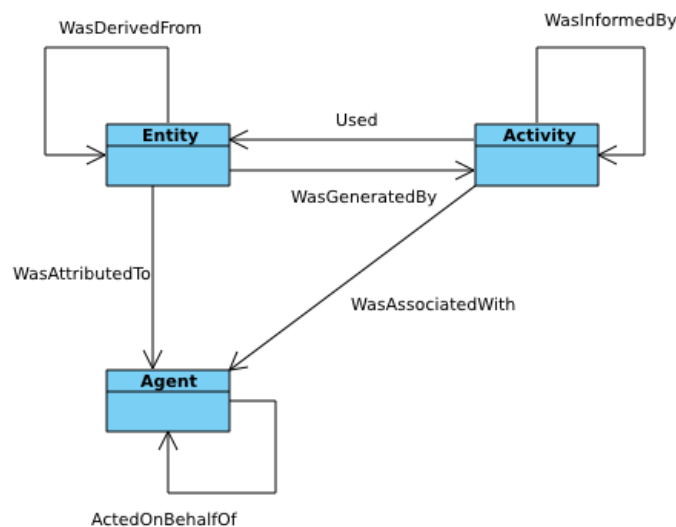 WasInformedBy
WasDerivedFrom
Used
Entity
Activity
WasGeneratedBy
WasAttributedTo
WasAssociatedWith
Agent
ActedOnBehalfOf